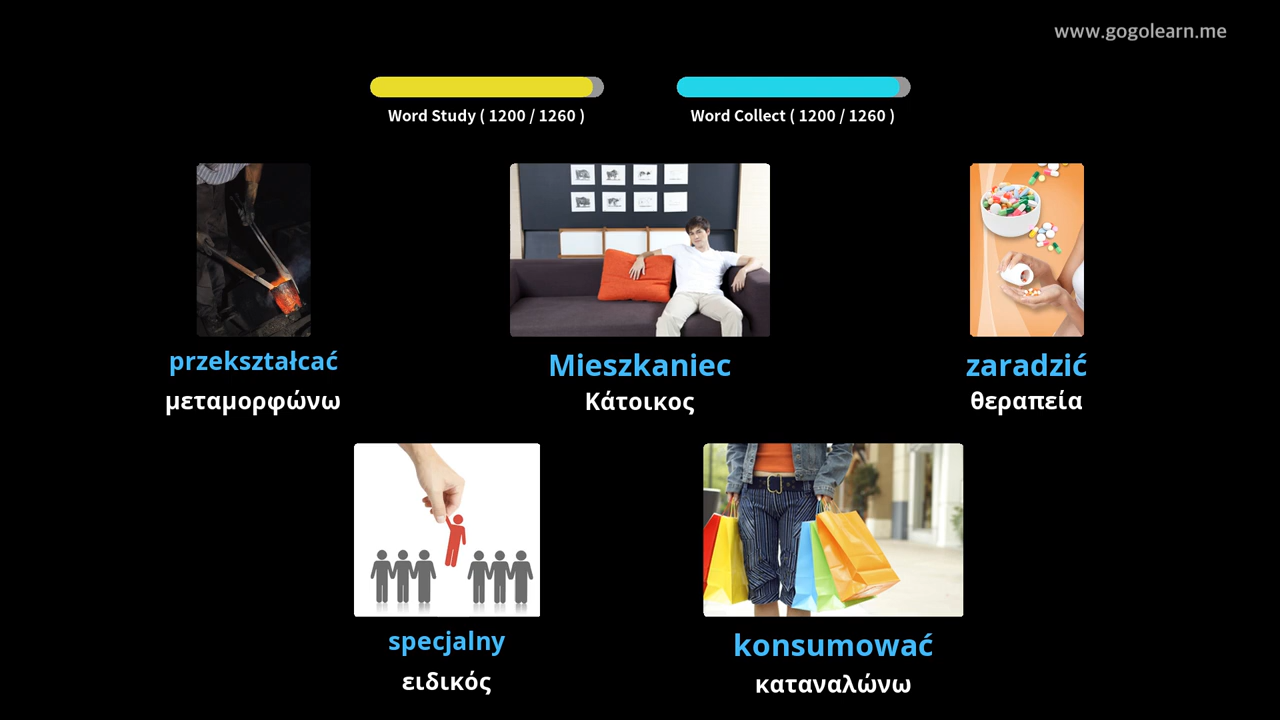 www.gogolearn.me
Word Study ( 1200 / 1260 )
Word Collect ( 1200 / 1260 )
przekształcać
μεταμορφώνω
Mieszkaniec
Κάτοικος
zaradzić
θεραπεία
specjalny
ειδικός
konsumować
καταναλώνω